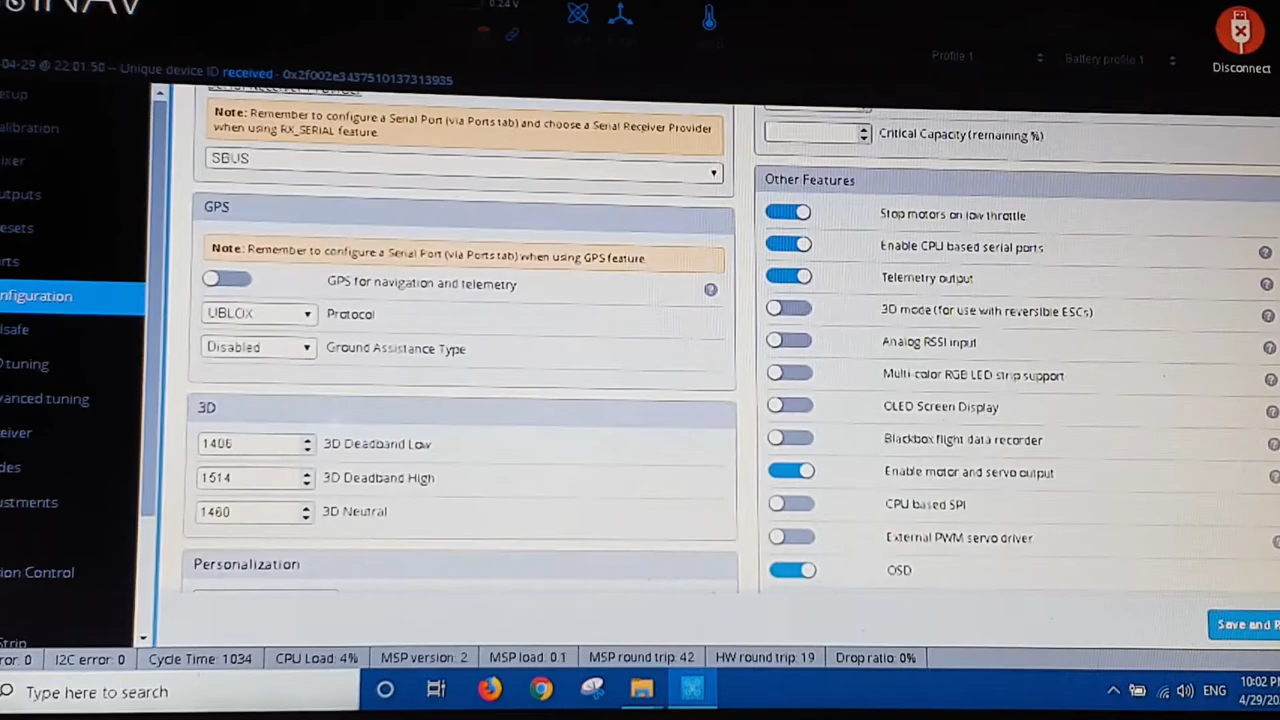 iNAV
0.24 V
Profile 1
Battery profile 1
Disconnect
04-29 @ 22:01:50 -- Unique device ID received - 0x2f002e3437510137313935
etup
alibration
ixer
utputs
esets
rts
nfiguration
ilsafe
D tuning
vanced tuning
eiver
des
ustments
ion Control
Strip
Serial Receiver Provider
Note: Remember to configure a Serial Port (via Ports tab) and choose a Serial Receiver Provider
when using RX_SERIAL feature.
SBUS
GPS
Note: Remember to configure a Serial Port (via Ports tab) when using GPS feature.
GPS for navigation and telemetry
UBLOX Protocol
Disabled Ground Assistance Type
3D
1406 3D Deadband Low
1514 3D Deadband High
1460 3D Neutral
Personalization
Critical Capacity (remaining %)
Other Features
Stop motors on low throttle
Enable CPU based serial ports
Telemetry output
3D mode (for use with reversible ESCs)
Analog RSSI input
Multi-color RGB LED strip support
OLED Screen Display
Blackbox flight data recorder
Enable motor and servo output
CPU based SPI
External PWM servo driver
OSD
Save and R
ror: 0 I2C error: 0 Cycle Time: 1034 CPU Load: 4% MSP version: 2 MSP load: 0.1 MSP round trip: 42 HW round trip: 19 Drop ratio: 0%
Type here to search
ENG
10:02 P
4/29/20